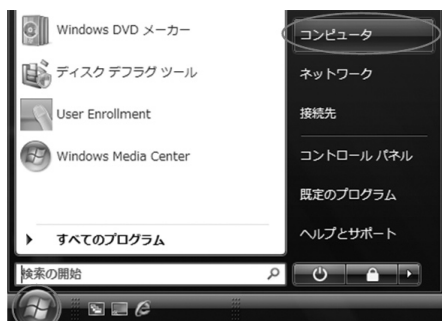 Windows DVD メーカー
ディスク デフラグ ツール
User Enrollment
Windows Media Center
すべてのプログラム
検索の開始
コンピュータ
ネットワーク
接続先
コントロール パネル
既定のプログラム
ヘルプとサポート